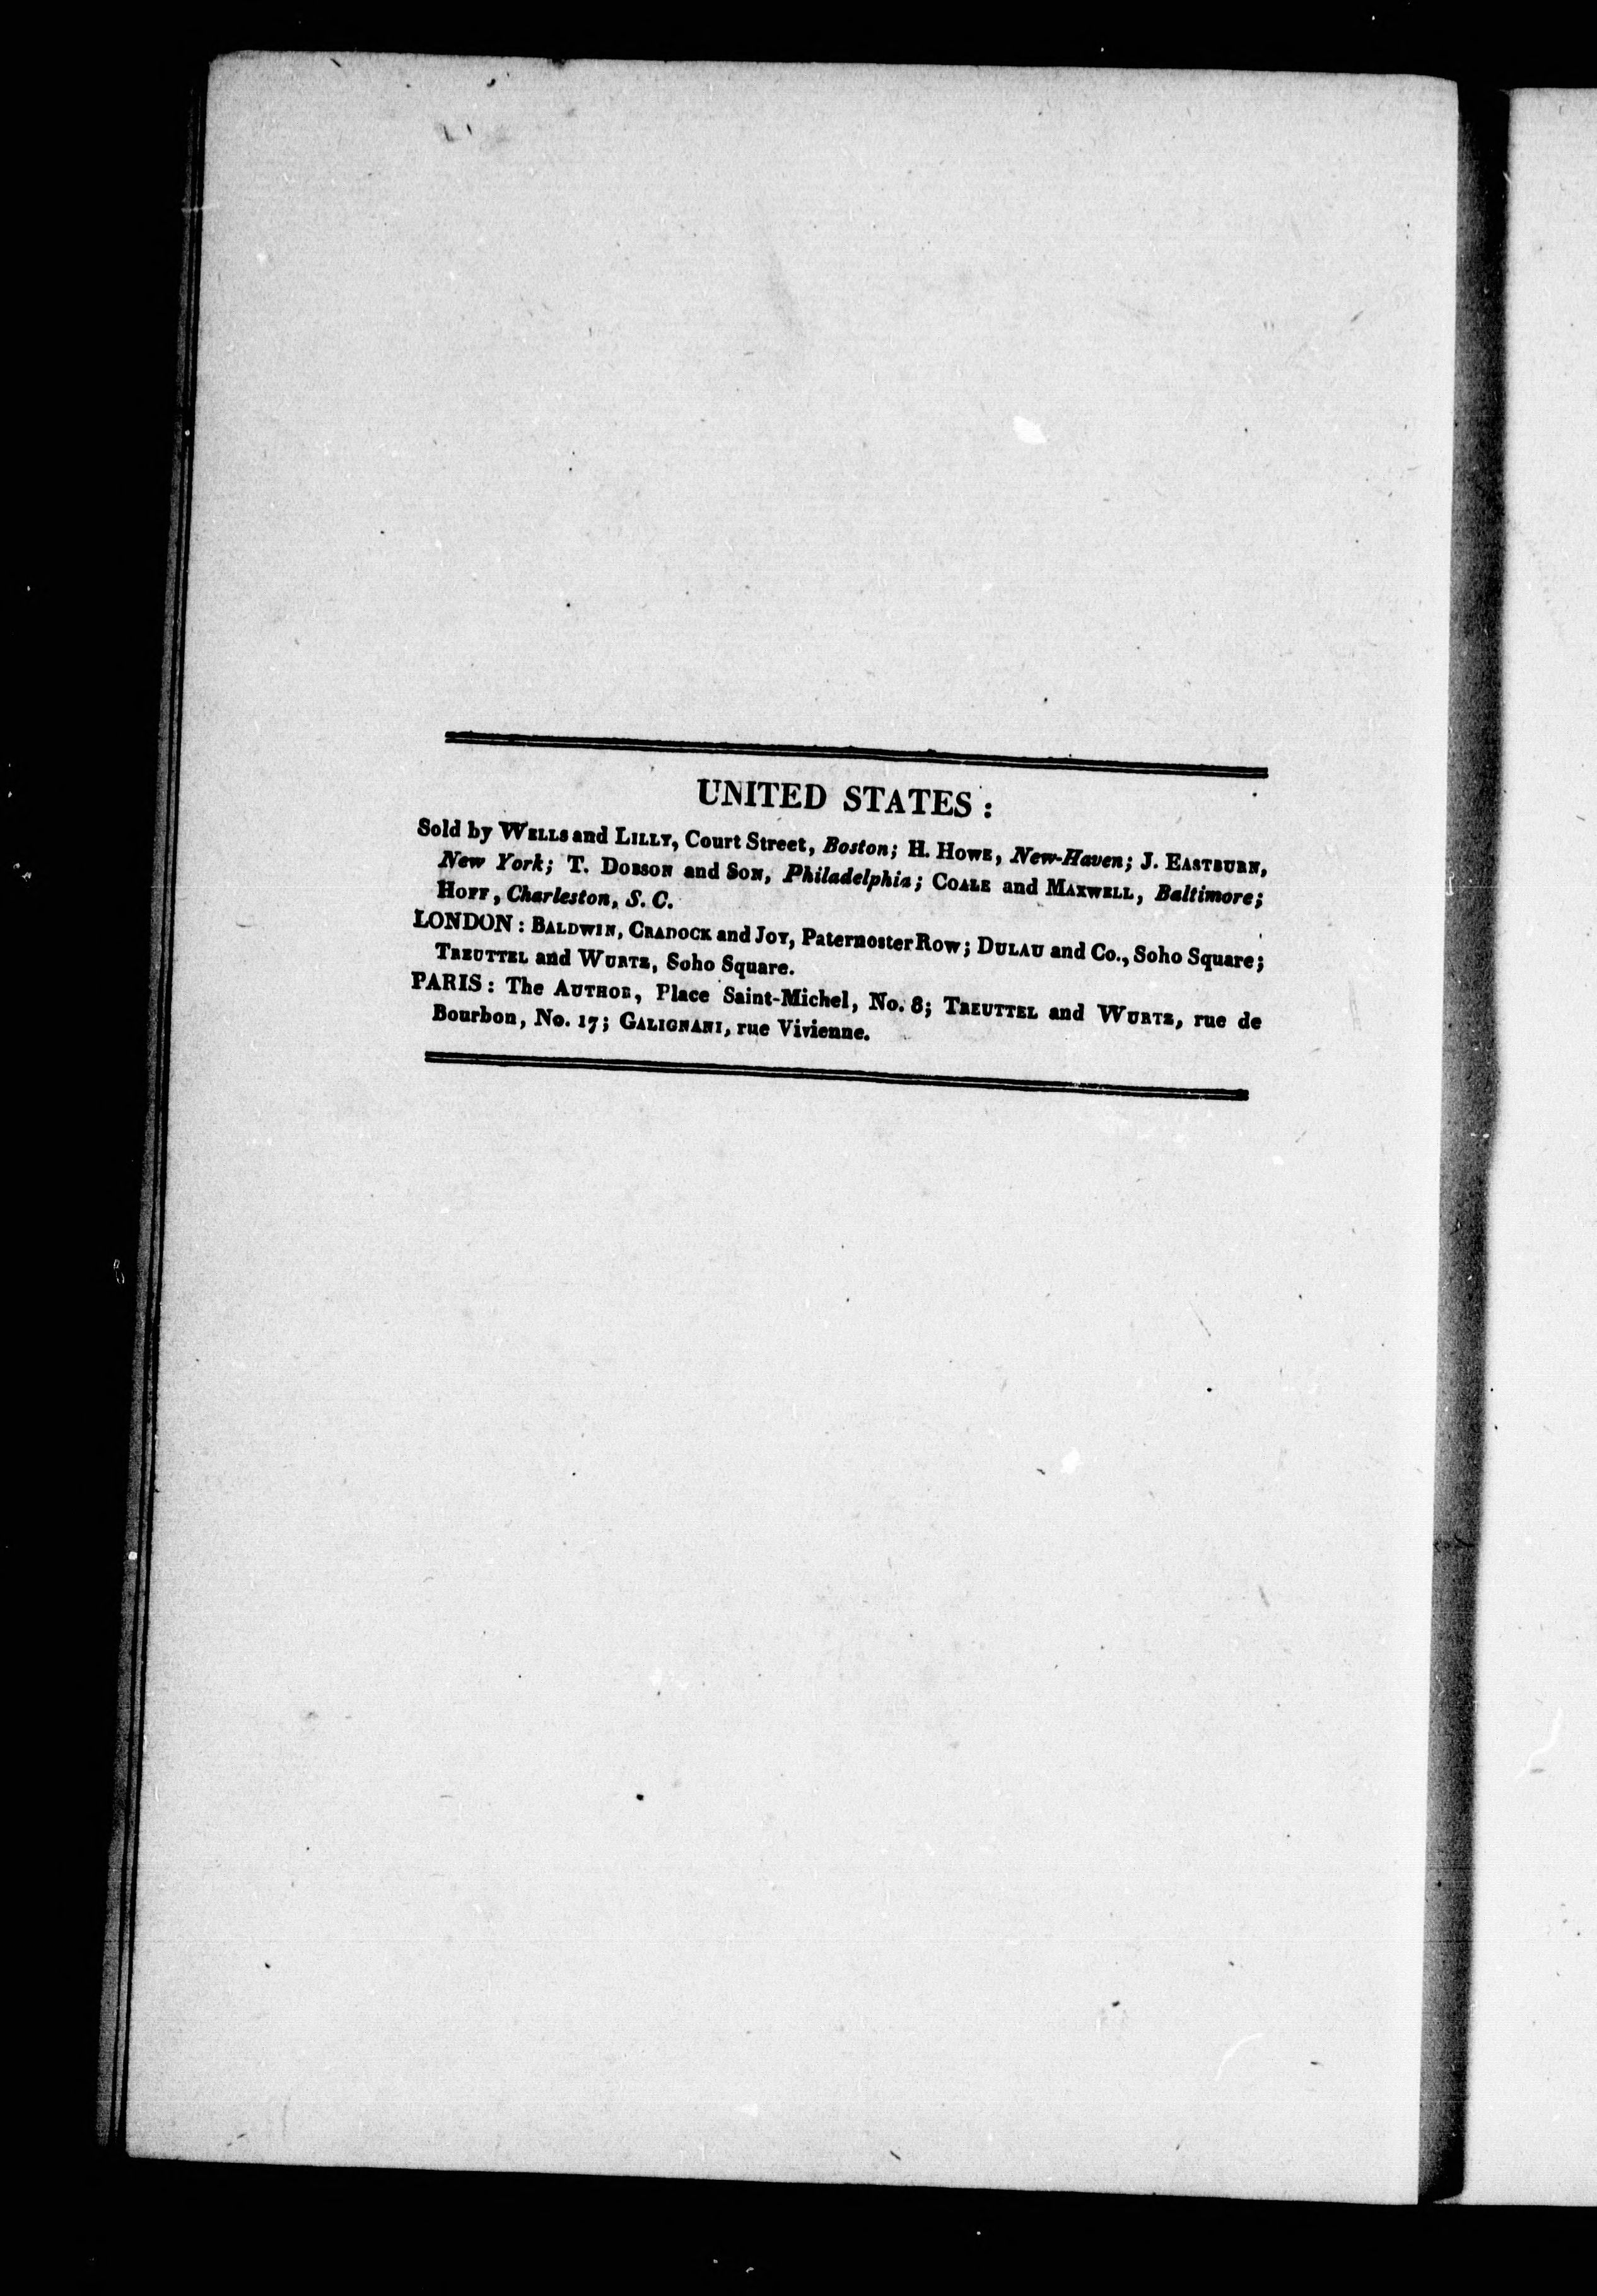 UNITED STATES :
Sold by WELLS and LILLY, Court Street, Boston; H. HOWE, New-Haven; J. EASTBURN,
New York; T. DOBSON and SON, Philadelphia; COALE and MAXWELL, Baltimore;
HOFF, Charleston, S. C.
LONDON : BALDWIN, CRADOCK and JOY, Paternoster Row; DULAU and Co., Soho Square;
TREUTTEL and WURTZ, Soho Square.
PARIS : The AUTHOR, Place Saint-Michel, No. 8; TREUTTEL and WURTZ, rue de
Bourbon, No. 17; GALIGNANI, rue Vivienne.